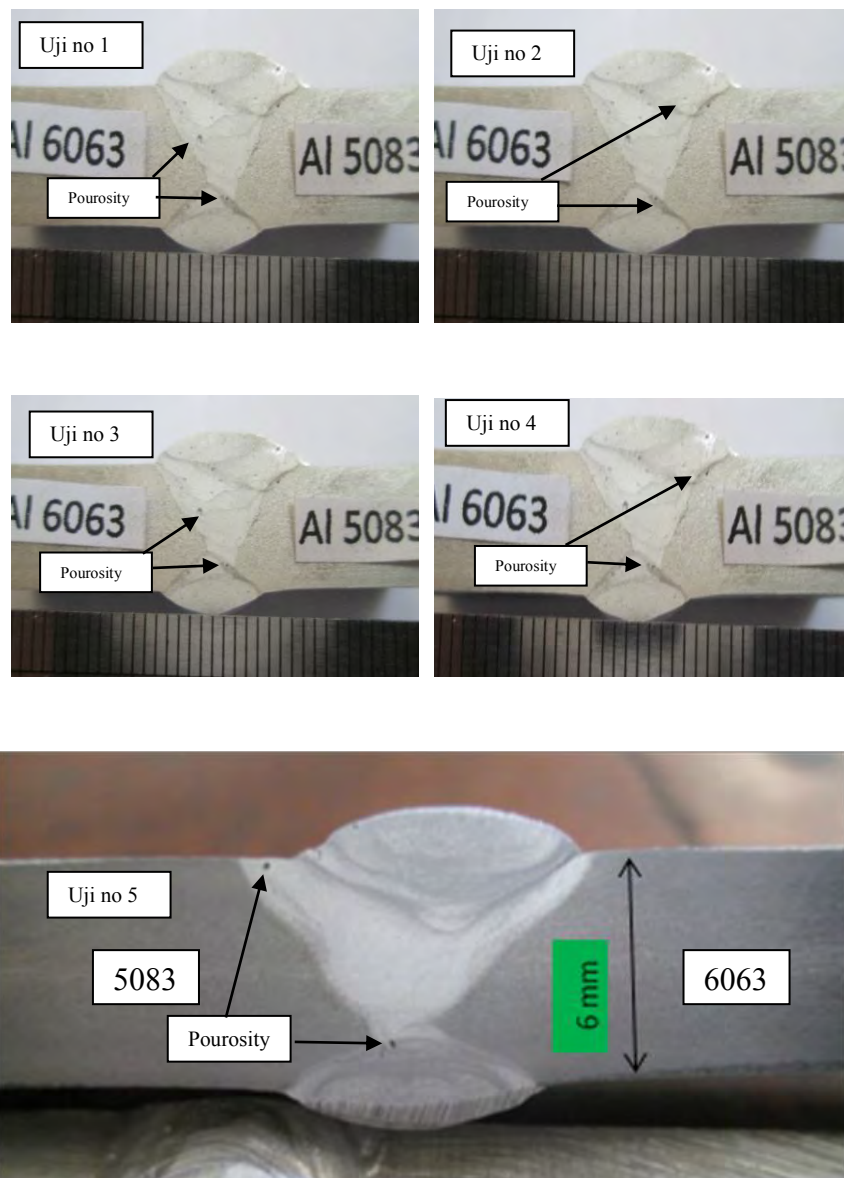 Uji no 1
Al 6063
Al 5083
Pourosity
Uji no 2
Al 6063
Al 5083
Pourosity
Uji no 3
Al 6063
Al 5083
Pourosity
Uji no 4
Al 6063
Al 5083
Pourosity
Uji no 5
5083
6 mm
6063
Pourosity